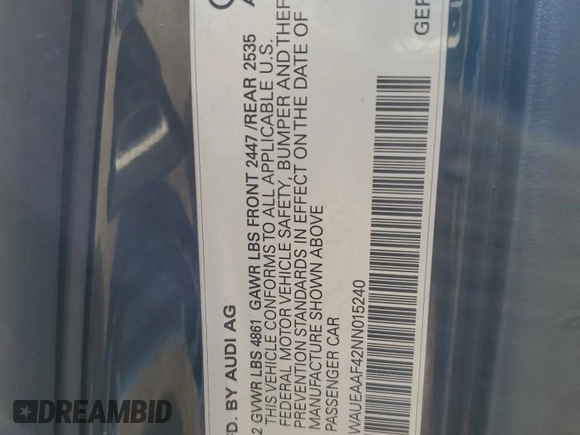 D. BY AUDI AG
2 GVWR LBS 4861 GAWR LBS FRONT 2447 /REAR 2535
THIS VEHICLE CONFORMS TO ALL APPLICABLE U.S.
FEDERAL MOTOR VEHICLE SAFETY, BUMPER AND THEF
PREVENTION STANDARDS IN EFFECT ON THE DATE OF
MANUFACTURE SHOWN ABOVE
PASSENGER CAR
WAUEAAF42NN015240
GER
DREAMBID